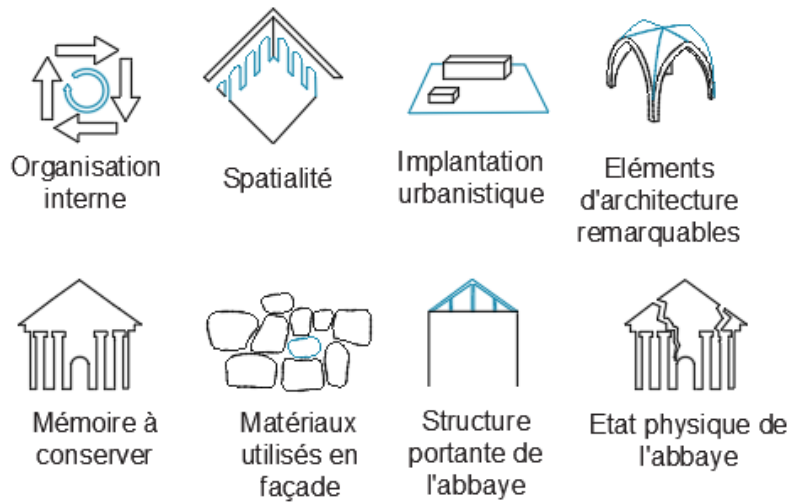 Organisation
interne
Spatialité
Implantation
urbanistique
Eléments
d'architecture
remarquables
Mémoire à
conserver
Matériaux
utilisés en
façade
Structure
portante de
l'abbaye
Etat physique de
l'abbaye